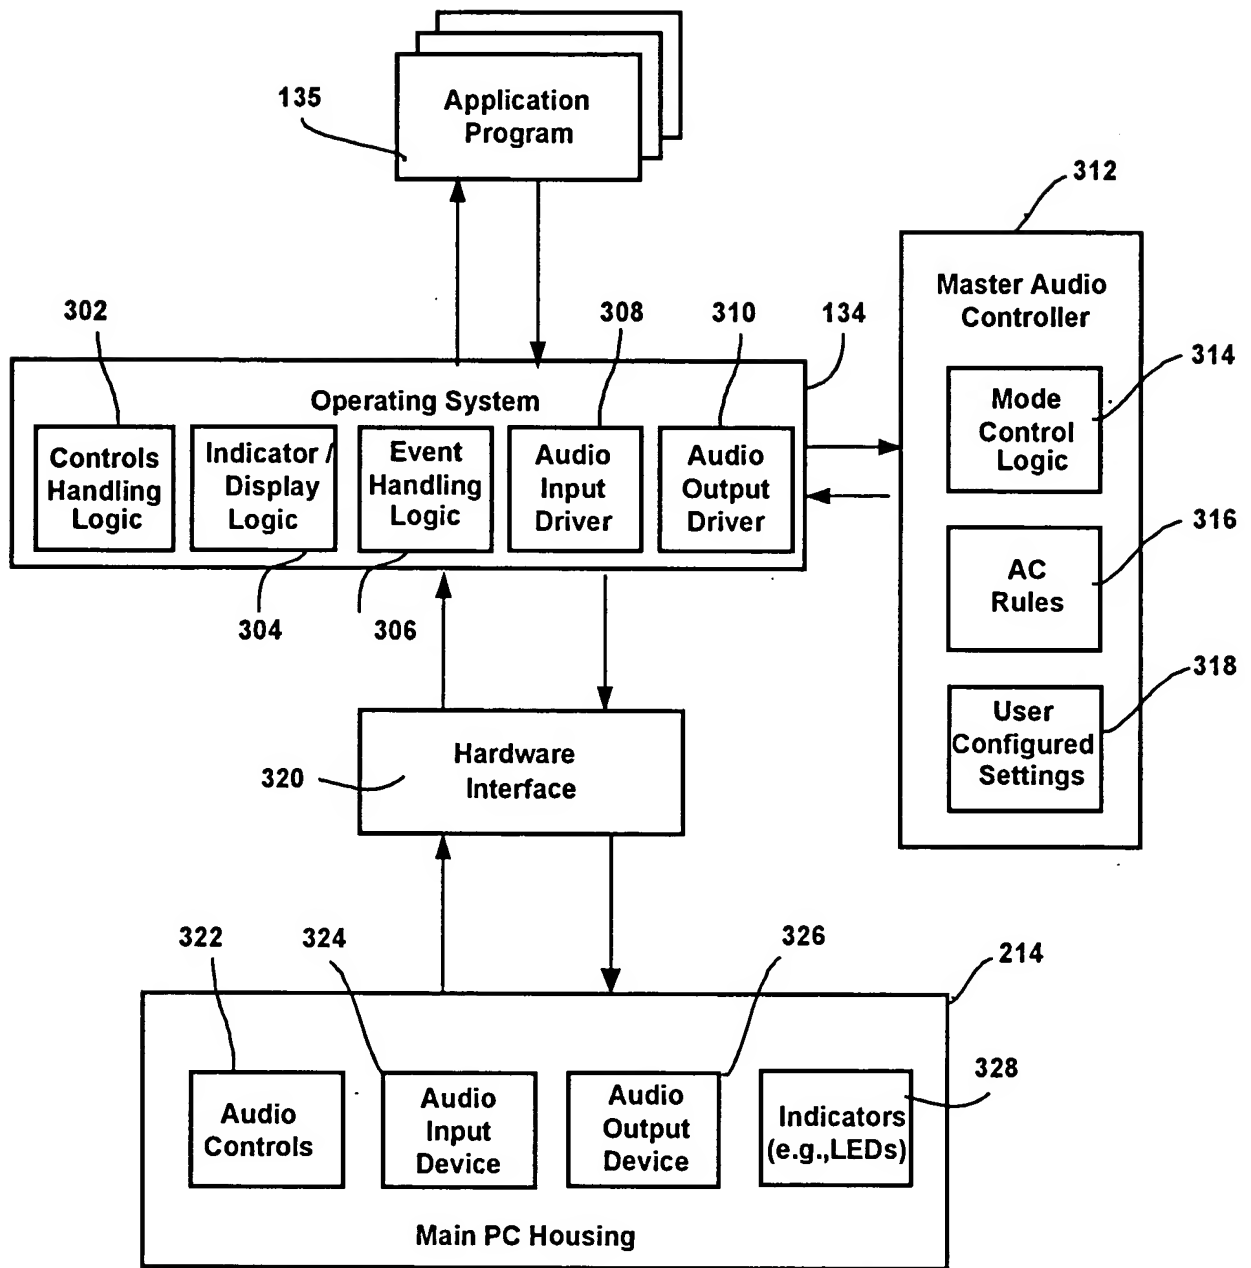 135
Application
Program
312
Master Audio
Controller
302
308
310
134
314
Mode
Control
Logic
Operating System
Controls
Handling
Logic
Indicator /
Display
Logic
Event
Handling
Logic
Audio
Input
Driver
Audio
Output
Driver
316
AC
Rules
304
306
318
User
Configured
Settings
320
Hardware
Interface
322
324
326
214
328
Audio
Controls
Audio
Input
Device
Audio
Output
Device
Indicators
(e.g.,LEDs)
Main PC Housing